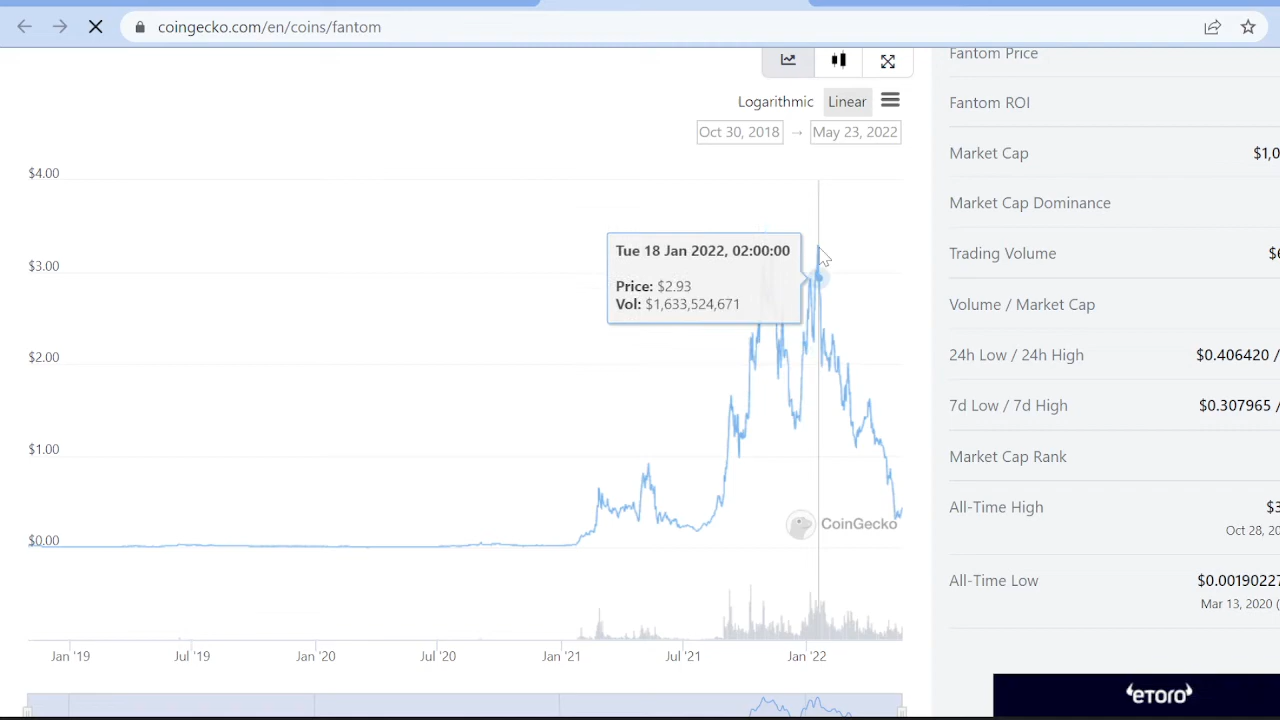 coingecko.com/en/coins/fantom
Logarithmic Linear
Oct 30, 2018 → May 23, 2022
$4.00
$3.00
$2.00
$1.00
$0.00
Tue 18 Jan 2022, 02:00:00
Price: $2.93
Vol: $1,633,524,671
CoinGecko
Jan '19 Jul '19 Jan '20 Jul '20 Jan '21 Jul '21 Jan '22
Fantom Price
Fantom ROI
Market Cap $1,0
Market Cap Dominance
Trading Volume $6
Volume / Market Cap
24h Low / 24h High $0.406420 /
7d Low / 7d High $0.307965 /
Market Cap Rank
All-Time High $3
Oct 28, 20
All-Time Low $0.00190227
Mar 13, 2020 (
eToro